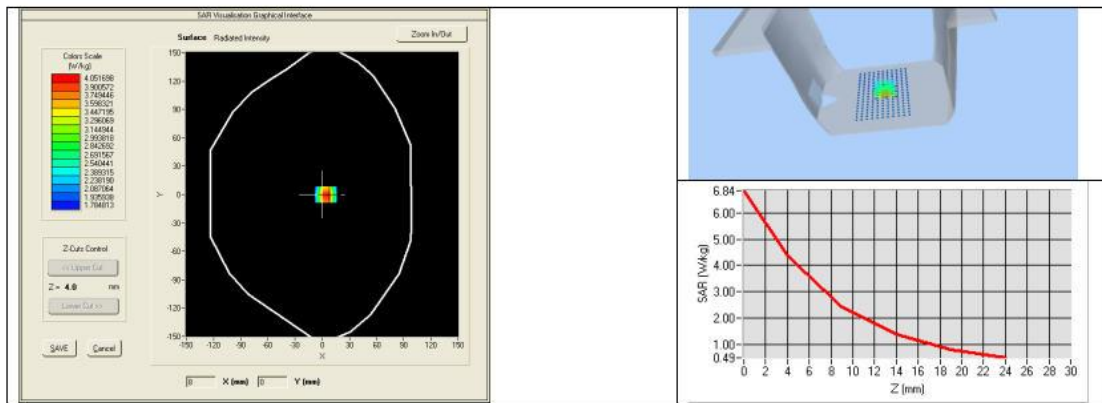 SAR Visualisation Graphical Interface
Surface Radiated Intensity
Zoom In/Out
Colors Scale
(W/kg)
4.051698
3.900572
3.749446
3.598321
3.447195
3.296069
3.144944
2.993818
2.842692
2.691567
2.540441
2.389315
2.238190
2.087064
1.935938
1.784813
150
120
90
60
30
0
-30
-60
-90
-120
-150
Y
-150 -120 -90 -60 -30 0 30 60 90 120 150
X
Z-Cuts Control
<< Upper Cut
Z = 4.0 mm
Lower Cut >>
SAVE Cancel
0 X (mm) 0 Y (mm)
6.84
6.00
5.00
4.00
3.00
2.00
1.00
0.49
SAR (W/kg)
0 2 4 6 8 10 12 14 16 18 20 22 24 26 28 30
Z (mm)